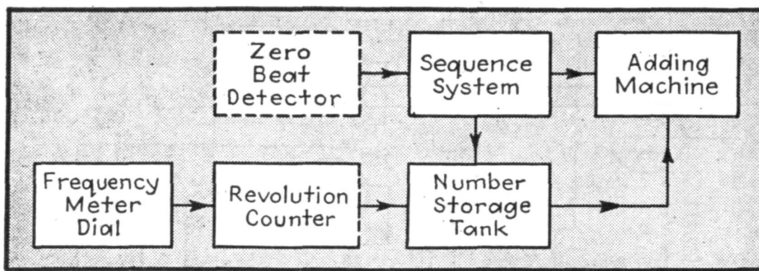 Zero
Beat
Detector
Sequence
System
Adding
Machine
Frequency
Meter
Dial
Revolution
Counter
Number
Storage
Tank